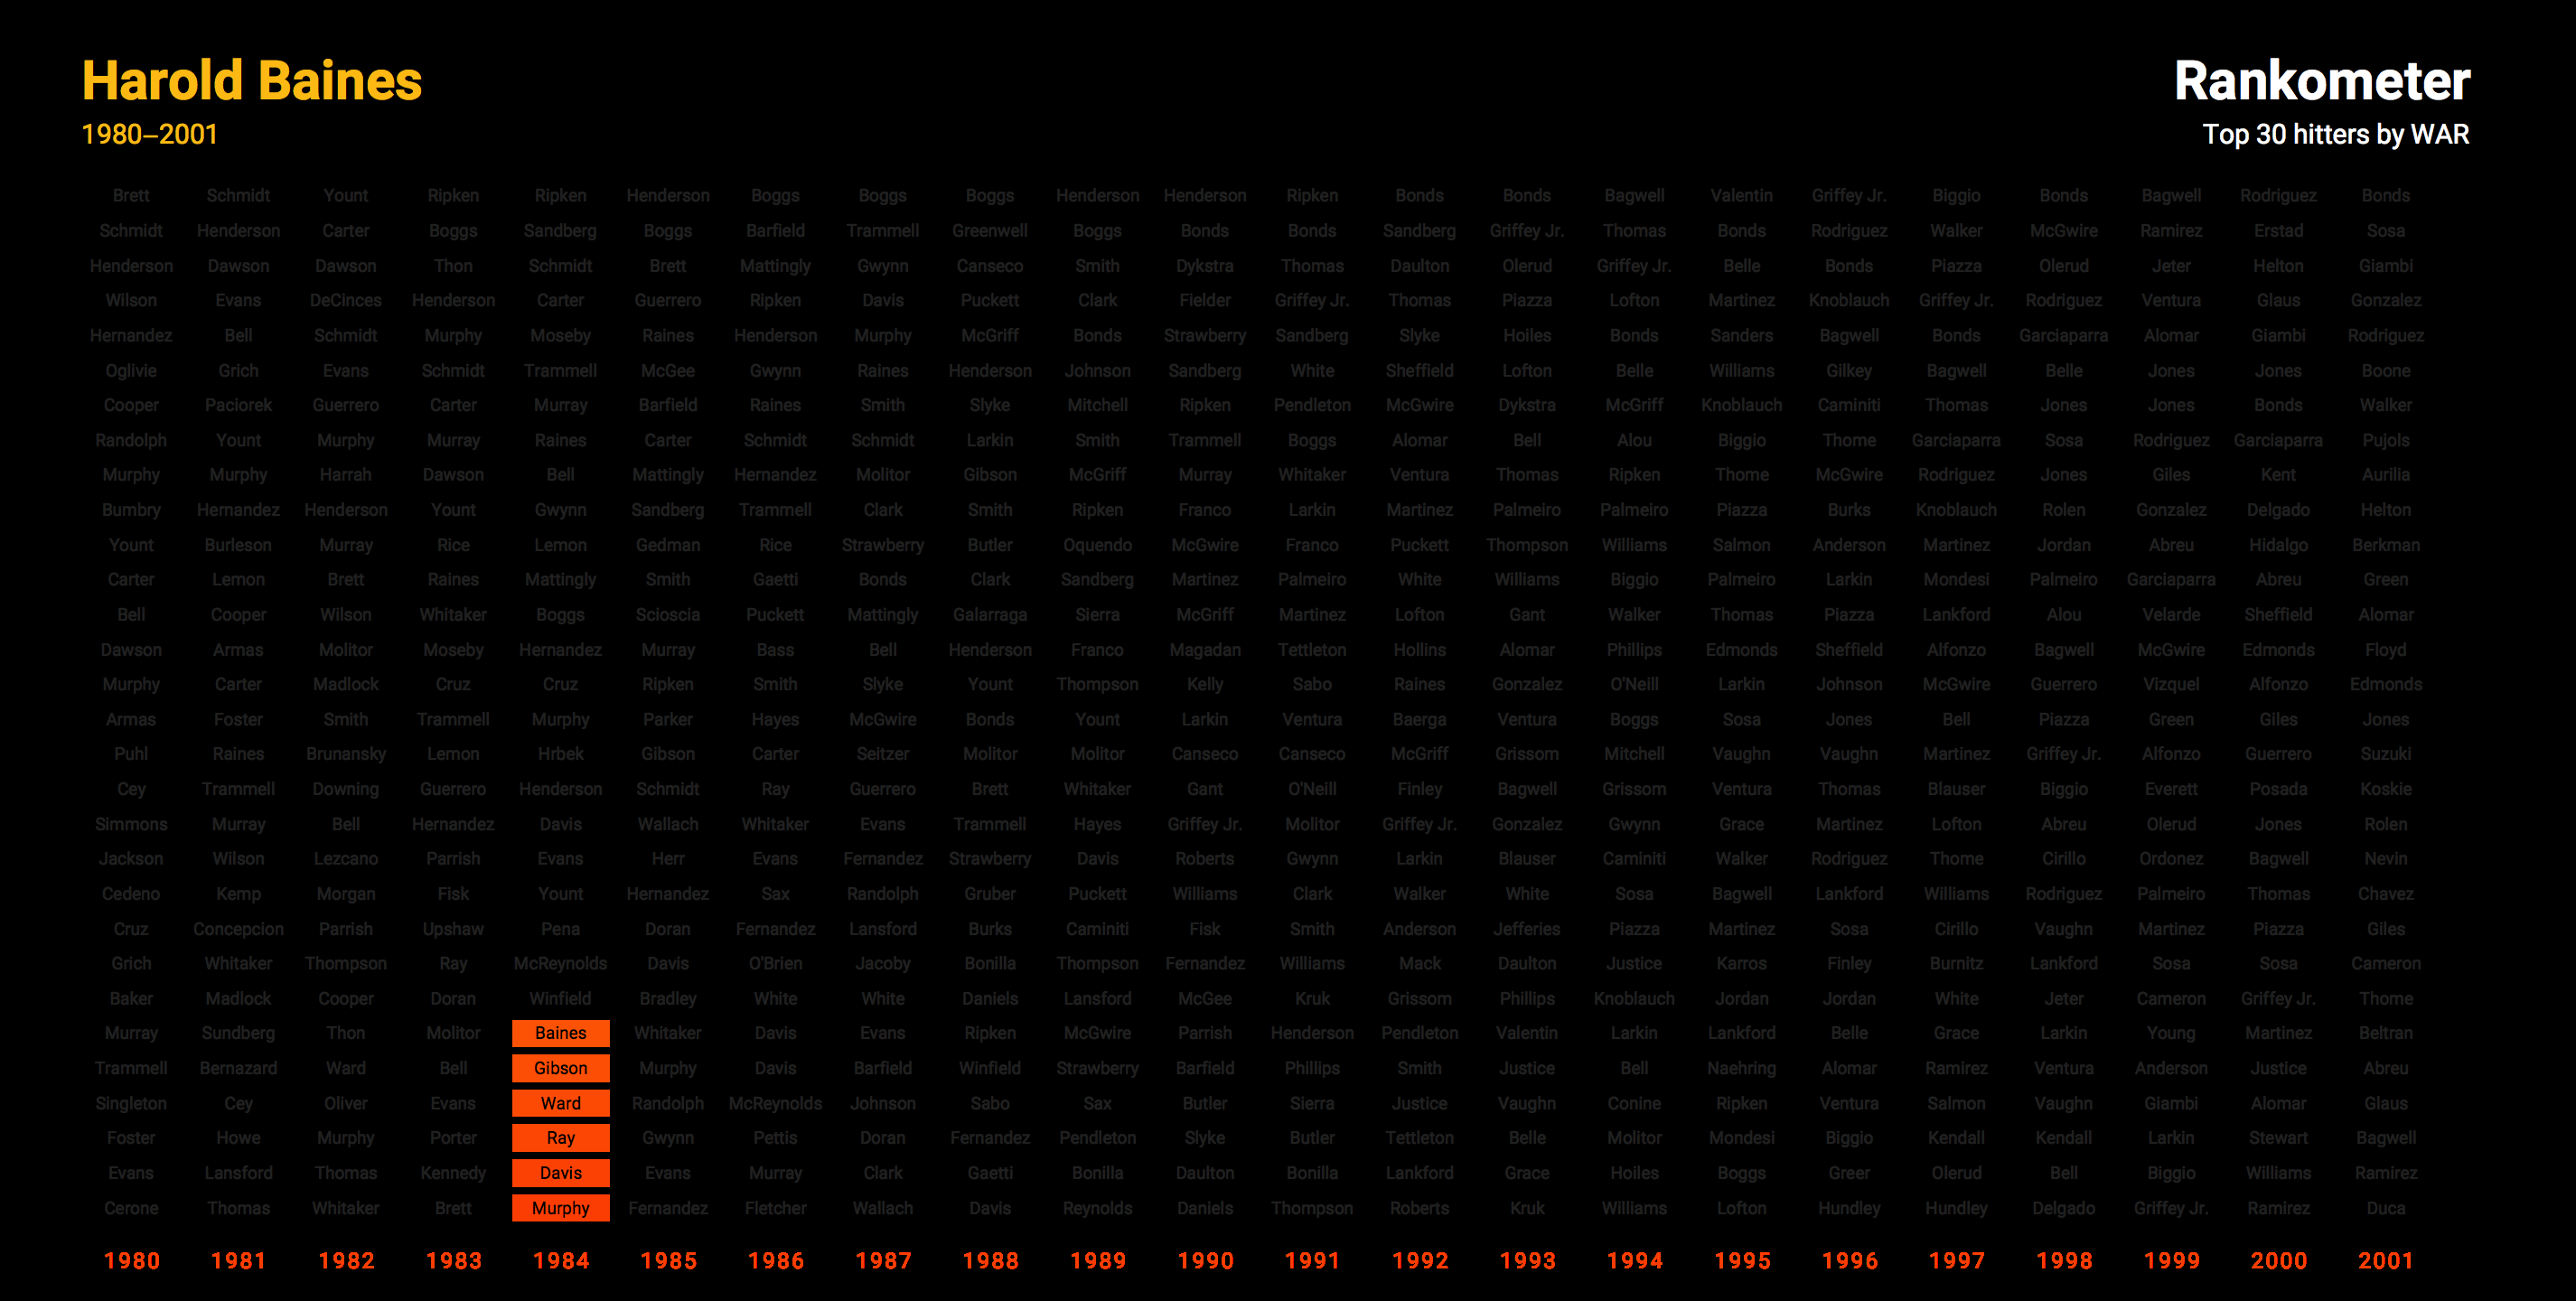 Harold Baines
Rankometer
1980–2001
Top 30 hitters by WAR
Brett Schmidt Yount Ripken Ripken Henderson Boggs Boggs Boggs Henderson Henderson Ripken Bonds Bonds Bagwell Valentin Griffey Jr. Biggio Bonds Bagwell Rodriguez Bonds
Schmidt Henderson Carter Boggs Sandberg Boggs Barfield Trammell Greenwell Boggs Bonds Bonds Sandberg Griffey Jr. Thomas Bonds Rodriguez Walker McGwire Ramirez Erstad Sosa
Henderson Dawson Dawson Thon Schmidt Brett Mattingly Gwynn Canseco Smith Dykstra Thomas Daulton Olerud Griffey Jr. Belle Bonds Piazza Olerud Jeter Helton Giambi
Wilson Evans DeCinces Henderson Carter Guerrero Ripken Davis Puckett Clark Fielder Griffey Jr. Thomas Piazza Lofton Martinez Knoblauch Griffey Jr. Rodriguez Ventura Glaus Gonzalez
Hernandez Bell Schmidt Murphy Moseby Raines Henderson Murphy McGriff Bonds Strawberry Sandberg Slyke Hoiles Bonds Sanders Bagwell Bonds Garciaparra Alomar Giambi Rodriguez
Oglivie Grich Evans Schmidt Trammell McGee Gwynn Raines Henderson Johnson Sandberg White Sheffield Lofton Belle Williams Gilkey Bagwell Belle Jones Jones Boone
Cooper Paciorek Guerrero Carter Murray Barfield Raines Smith Slyke Mitchell Ripken Pendleton McGwire Dykstra McGriff Knoblauch Caminiti Thomas Jones Jones Bonds Walker
Randolph Yount Murphy Murray Raines Carter Schmidt Schmidt Larkin Smith Trammell Boggs Alomar Bell Alou Biggio Thome Garciaparra Sosa Rodriguez Garciaparra Pujols
Murphy Murphy Harrah Dawson Bell Mattingly Hernandez Molitor Gibson McGriff Murray Whitaker Ventura Thomas Ripken Thome McGwire Rodriguez Jones Giles Kent Aurilia
Bumbry Hernandez Henderson Yount Gwynn Sandberg Trammell Clark Smith Ripken Franco Larkin Martinez Palmeiro Palmeiro Piazza Burks Knoblauch Rolen Gonzalez Delgado Helton
Yount Burleson Murray Rice Lemon Gedman Rice Strawberry Butler Oquendo McGwire Franco Puckett Thompson Williams Salmon Anderson Martinez Jordan Abreu Hidalgo Berkman
Carter Lemon Brett Raines Mattingly Smith Gaetti Bonds Clark Sandberg Martinez Palmeiro White Williams Biggio Palmeiro Larkin Mondesi Palmeiro Garciaparra Abreu Green
Bell Cooper Wilson Whitaker Boggs Scioscia Puckett Mattingly Galarraga Sierra McGriff Martinez Lofton Gant Walker Thomas Piazza Lankford Alou Velarde Sheffield Alomar
Dawson Armas Molitor Moseby Hernandez Murray Bass Bell Henderson Franco Magadan Tettleton Hollins Alomar Phillips Edmonds Sheffield Alfonzo Bagwell McGwire Edmonds Floyd
Murphy Carter Madlock Cruz Cruz Ripken Smith Slyke Yount Thompson Kelly Sabo Raines Gonzalez O'Neill Larkin Johnson McGwire Guerrero Vizquel Alfonzo Edmonds
Armas Foster Smith Trammell Murphy Parker Hayes McGwire Bonds Yount Larkin Ventura Baerga Ventura Boggs Sosa Jones Bell Piazza Green Giles Jones
Puhl Raines Brunansky Lemon Hrbek Gibson Carter Seitzer Molitor Molitor Canseco Canseco McGriff Grissom Mitchell Vaughn Vaughn Martinez Griffey Jr. Alfonzo Guerrero Suzuki
Cey Trammell Downing Guerrero Henderson Schmidt Ray Guerrero Brett Whitaker Gant O'Neill Finley Bagwell Grissom Ventura Thomas Blauser Biggio Everett Posada Koskie
Simmons Murray Bell Hernandez Davis Wallach Whitaker Evans Trammell Hayes Griffey Jr. Molitor Griffey Jr. Gonzalez Gwynn Grace Martinez Lofton Abreu Olerud Jones Rolen
Jackson Wilson Lezcano Parrish Evans Herr Evans Fernandez Strawberry Davis Roberts Gwynn Larkin Blauser Caminiti Walker Rodriguez Thome Cirillo Ordonez Bagwell Nevin
Cedeno Kemp Morgan Fisk Yount Hernandez Sax Randolph Gruber Puckett Williams Clark Walker White Sosa Bagwell Lankford Williams Rodriguez Palmeiro Thomas Chavez
Cruz Concepcion Parrish Upshaw Pena Doran Fernandez Lansford Burks Caminiti Fisk Smith Anderson Jefferies Piazza Martinez Sosa Cirillo Vaughn Martinez Piazza Giles
Grich Whitaker Thompson Ray McReynolds Davis O'Brien Jacoby Bonilla Thompson Fernandez Williams Mack Daulton Justice Karros Finley Burnitz Lankford Sosa Sosa Cameron
Baker Madlock Cooper Doran Winfield Bradley White White Daniels Lansford McGee Kruk Grissom Phillips Knoblauch Jordan Jordan White Jeter Cameron Griffey Jr. Thome
Murray Sundberg Thon Molitor Baines Whitaker Davis Evans Ripken McGwire Parrish Henderson Pendleton Valentin Larkin Lankford Belle Grace Larkin Young Martinez Beltran
Trammell Bernazard Ward Bell Gibson Murphy Davis Barfield Winfield Strawberry Barfield Phillips Smith Justice Bell Naehring Alomar Ramirez Ventura Anderson Justice Abreu
Singleton Cey Oliver Evans Ward Randolph McReynolds Johnson Sabo Sax Butler Sierra Justice Vaughn Conine Ripken Ventura Salmon Vaughn Giambi Alomar Glaus
Foster Howe Murphy Porter Ray Gwynn Pettis Doran Fernandez Pendleton Slyke Butler Tettleton Belle Molitor Mondesi Biggio Kendall Kendall Larkin Stewart Bagwell
Evans Lansford Thomas Kennedy Davis Evans Murray Clark Gaetti Bonilla Daulton Bonilla Lankford Grace Hoiles Boggs Greer Olerud Bell Biggio Williams Ramirez
Cerone Thomas Whitaker Brett Murphy Fernandez Fletcher Wallach Davis Reynolds Daniels Thompson Roberts Kruk Williams Lofton Hundley Hundley Delgado Griffey Jr. Ramirez Duca
1980 1981 1982 1983 1984 1985 1986 1987 1988 1989 1990 1991 1992 1993 1994 1995 1996 1997 1998 1999 2000 2001